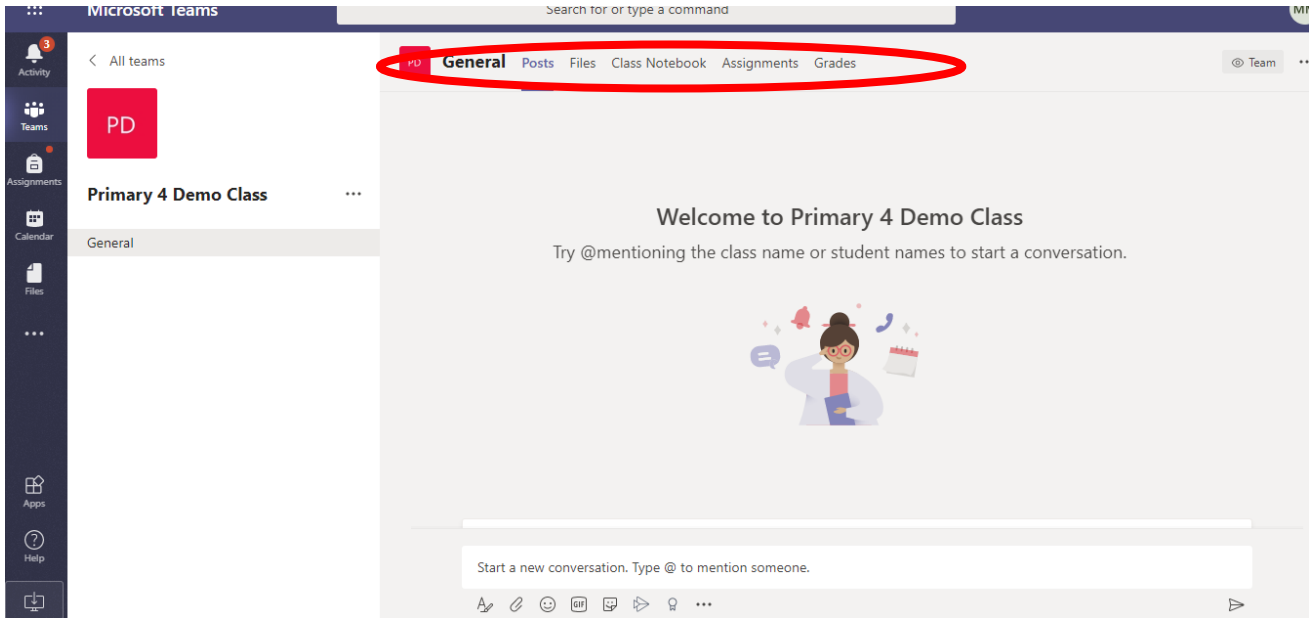 Microsoft Teams
Search for or type a command
MM
3
Activity
Teams
Assignments
Calendar
Files
Apps
Help
All teams
PD
Primary 4 Demo Class
General
PD General Posts Files Class Notebook Assignments Grades
Team
Welcome to Primary 4 Demo Class
Try @mentioning the class name or student names to start a conversation.
Start a new conversation. Type @ to mention someone.
GIF